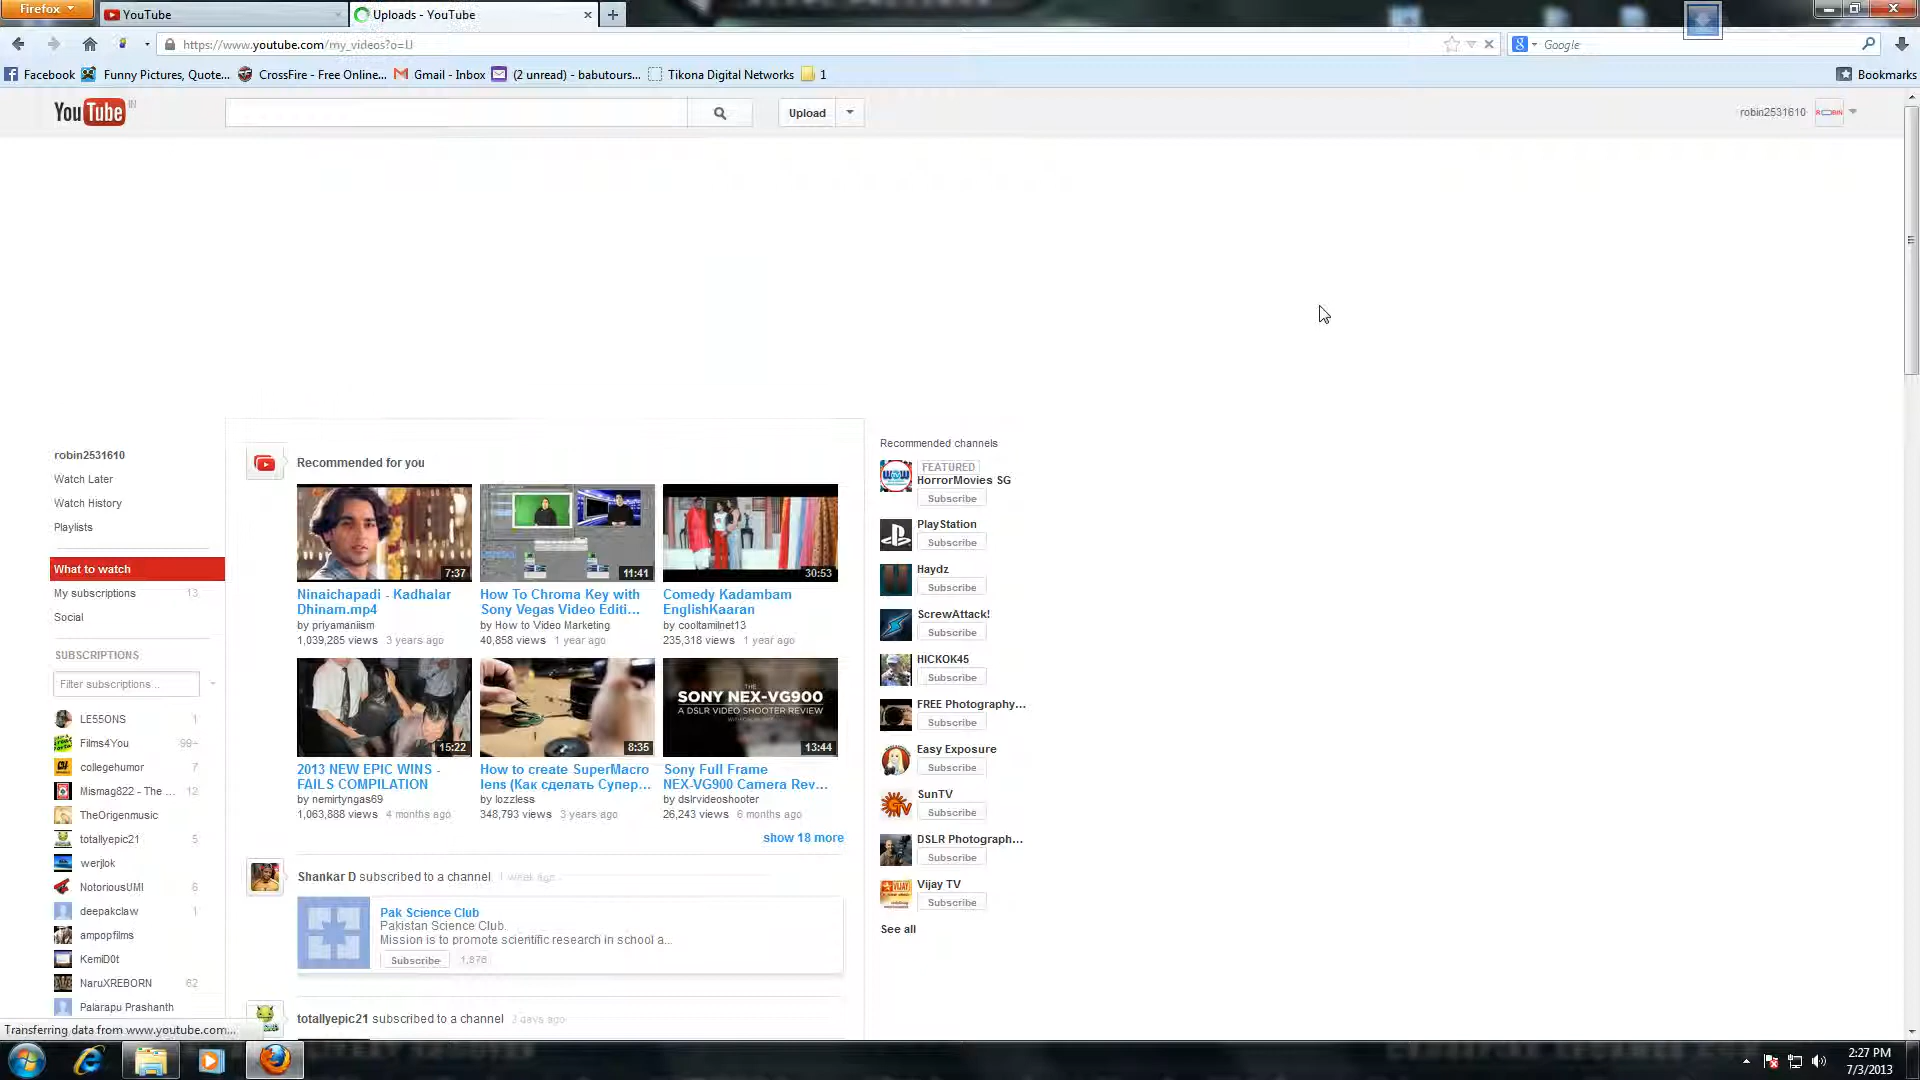 Firefox
YouTube
Uploads - YouTube
https://www.youtube.com/my_videos?o=U
Google
Facebook
Funny Pictures, Quote...
CrossFire - Free Online...
Gmail - Inbox
(2 unread) - babutours...
Tikona Digital Networks
1
Bookmarks
YouTube IN
Upload
robin2531610
robin2531610
Watch Later
Watch History
Playlists
What to watch
My subscriptions 13
Social
SUBSCRIPTIONS
Filter subscriptions ..
LE55ONS 1
Films4You 99+
collegehumor 7
Mismag822 - The ... 12
TheOrigenmusic
totallyepic21 5
werjlok
NotoriousUMI 6
deepakclaw 1
ampopfilms
KemiD0t
NaruXREBORN 62
Palarapu Prashanth
Recommended for you
7:37
11:41
30:53
Ninaichapadi - Kadhalar
Dhinam.mp4
by priyamaniism
1,039,285 views 3 years ago
How To Chroma Key with
Sony Vegas Video Editi...
by How to Video Marketing
40,858 views 1 year ago
Comedy Kadambam
EnglishKaaran
by cooltamilnet13
235,318 views 1 year ago
15:22
8:35
SONY NEX-VG900
A DSLR VIDEO SHOOTER REVIEW
13:44
2013 NEW EPIC WINS -
FAILS COMPILATION
by nemirtyngas69
1,063,888 views 4 months ago
How to create SuperMacro
lens (Как сделать Супер...
by lozzless
348,793 views 3 years ago
Sony Full Frame
NEX-VG900 Camera Rev...
by dslrvideoshooter
26,243 views 6 months ago
show 18 more
Shankar D subscribed to a channel 1 week ago
Pak Science Club
Pakistan Science Club.
Mission is to promote scientific research in school a...
Subscribe 1,876
totallyepic21 subscribed to a channel 3 days ago
Recommended channels
FEATURED
HorrorMovies SG
Subscribe
PlayStation
Subscribe
Haydz
Subscribe
ScrewAttack!
Subscribe
HICKOK45
Subscribe
FREE Photography...
Subscribe
Easy Exposure
Subscribe
SunTV
Subscribe
DSLR Photograph...
Subscribe
Vijay TV
Subscribe
See all
Transferring data from www.youtube.com...
2:27 PM
7/3/2013